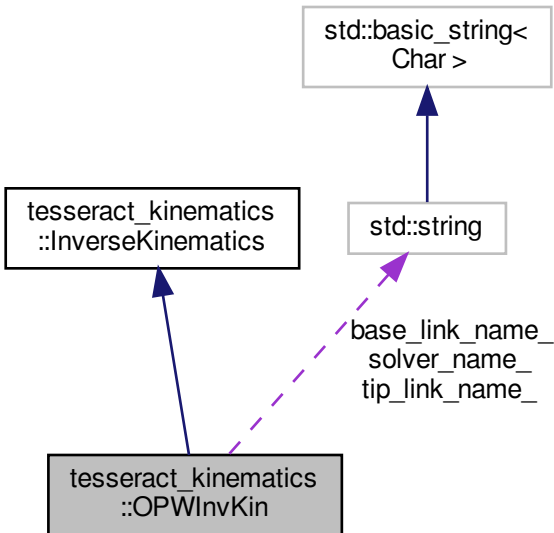 std::basic_string<
Char >
tesseract_kinematics
::InverseKinematics
std::string
base_link_name_
solver_name_
tip_link_name_
tesseract_kinematics
::OPWInvKin